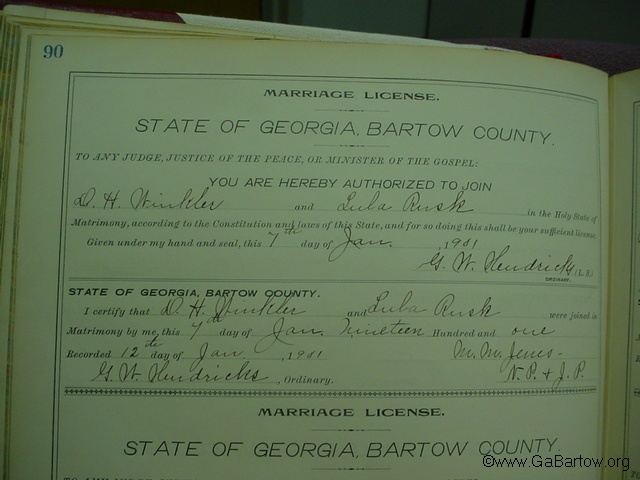 90
MARRIAGE LICENSE.
STATE OF GEORGIA, BARTOW COUNTY.
TO ANY JUDGE, JUSTICE OF THE PEACE, OR MINISTER OF THE GOSPEL:
YOU ARE HEREBY AUTHORIZED TO JOIN
D. H. Winkler and Lula Rusk in the Holy State of
Matrimony, according to the Constitution and laws of this State, and for so doing this shall be your sufficient license.
Given under my hand and seal, this 7th day of Jan. , 1901
G. W. Hendricks (L. S.)
ORDINARY.
STATE OF GEORGIA, BARTOW COUNTY.
I certify that D. H. Winkler and Lula Rusk were joined in
Matrimony by me, this 7th day of Jan. Nineteen Hundred and one
Recorded 12th day of Jan , 1901 M. M. Jones-
G. W. Hendricks , Ordinary. N. P. + J. P.
MARRIAGE LICENSE.
STATE OF GEORGIA, BARTOW COUNTY.
©www.GaBartow.org